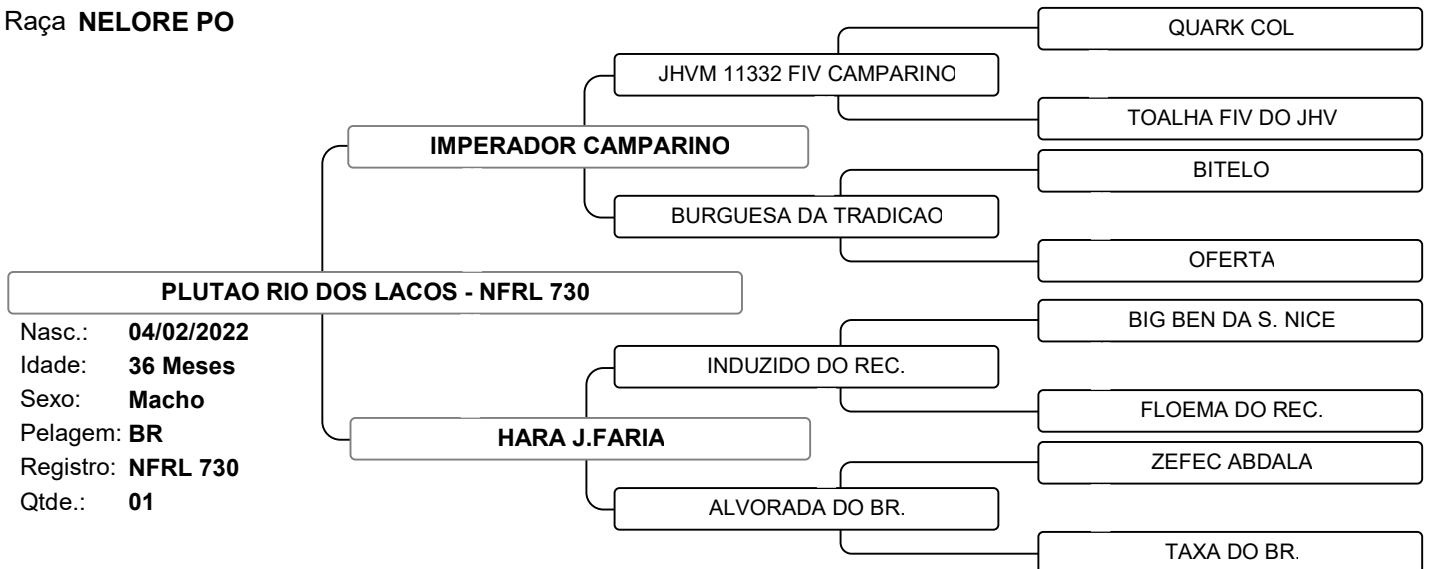 Raça NELORE PO
QUARK COL
JHVM 11332 FIV CAMPARINO
TOALHA FIV DO JHV
IMPERADOR CAMPARINO
BITELO
BURGUESA DA TRADICAO
OFERTA
PLUTAO RIO DOS LACOS - NFRL 730
Nasc.: 04/02/2022
Idade: 36 Meses
Sexo: Macho
Pelagem: BR
Registro: NFRL 730
Qtde.: 01
BIG BEN DA S. NICE
INDUZIDO DO REC.
FLOEMA DO REC.
HARA J.FARIA
ZEFEC ABDALA
ALVORADA DO BR.
TAXA DO BR.